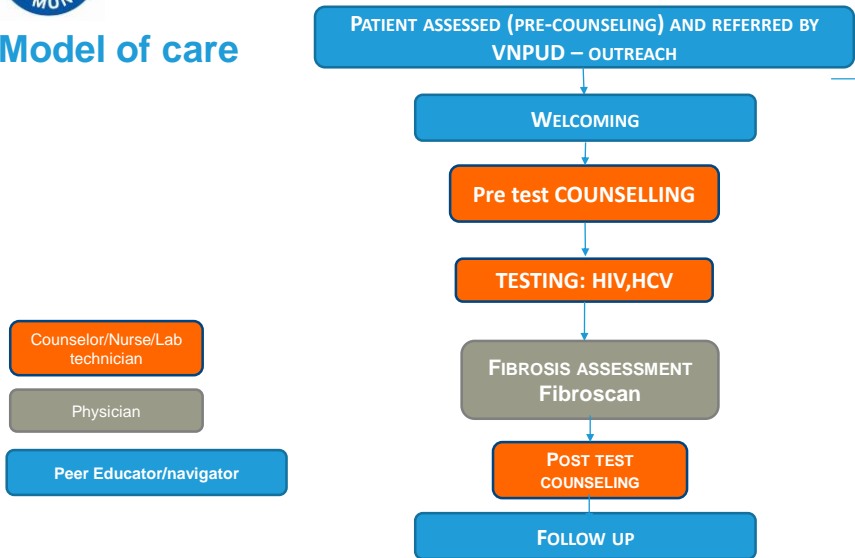 MUN
Model of care
PATIENT ASSESSED (PRE-COUNSELING) AND REFERRED BY
VNPUD – OUTREACH
WELCOMING
Pre test COUNSELLING
TESTING: HIV,HCV
FIBROSIS ASSESSMENT
Fibroscan
POST TEST
COUNSELING
FOLLOW UP
Counselor/Nurse/Lab
technician
Physician
Peer Educator/navigator